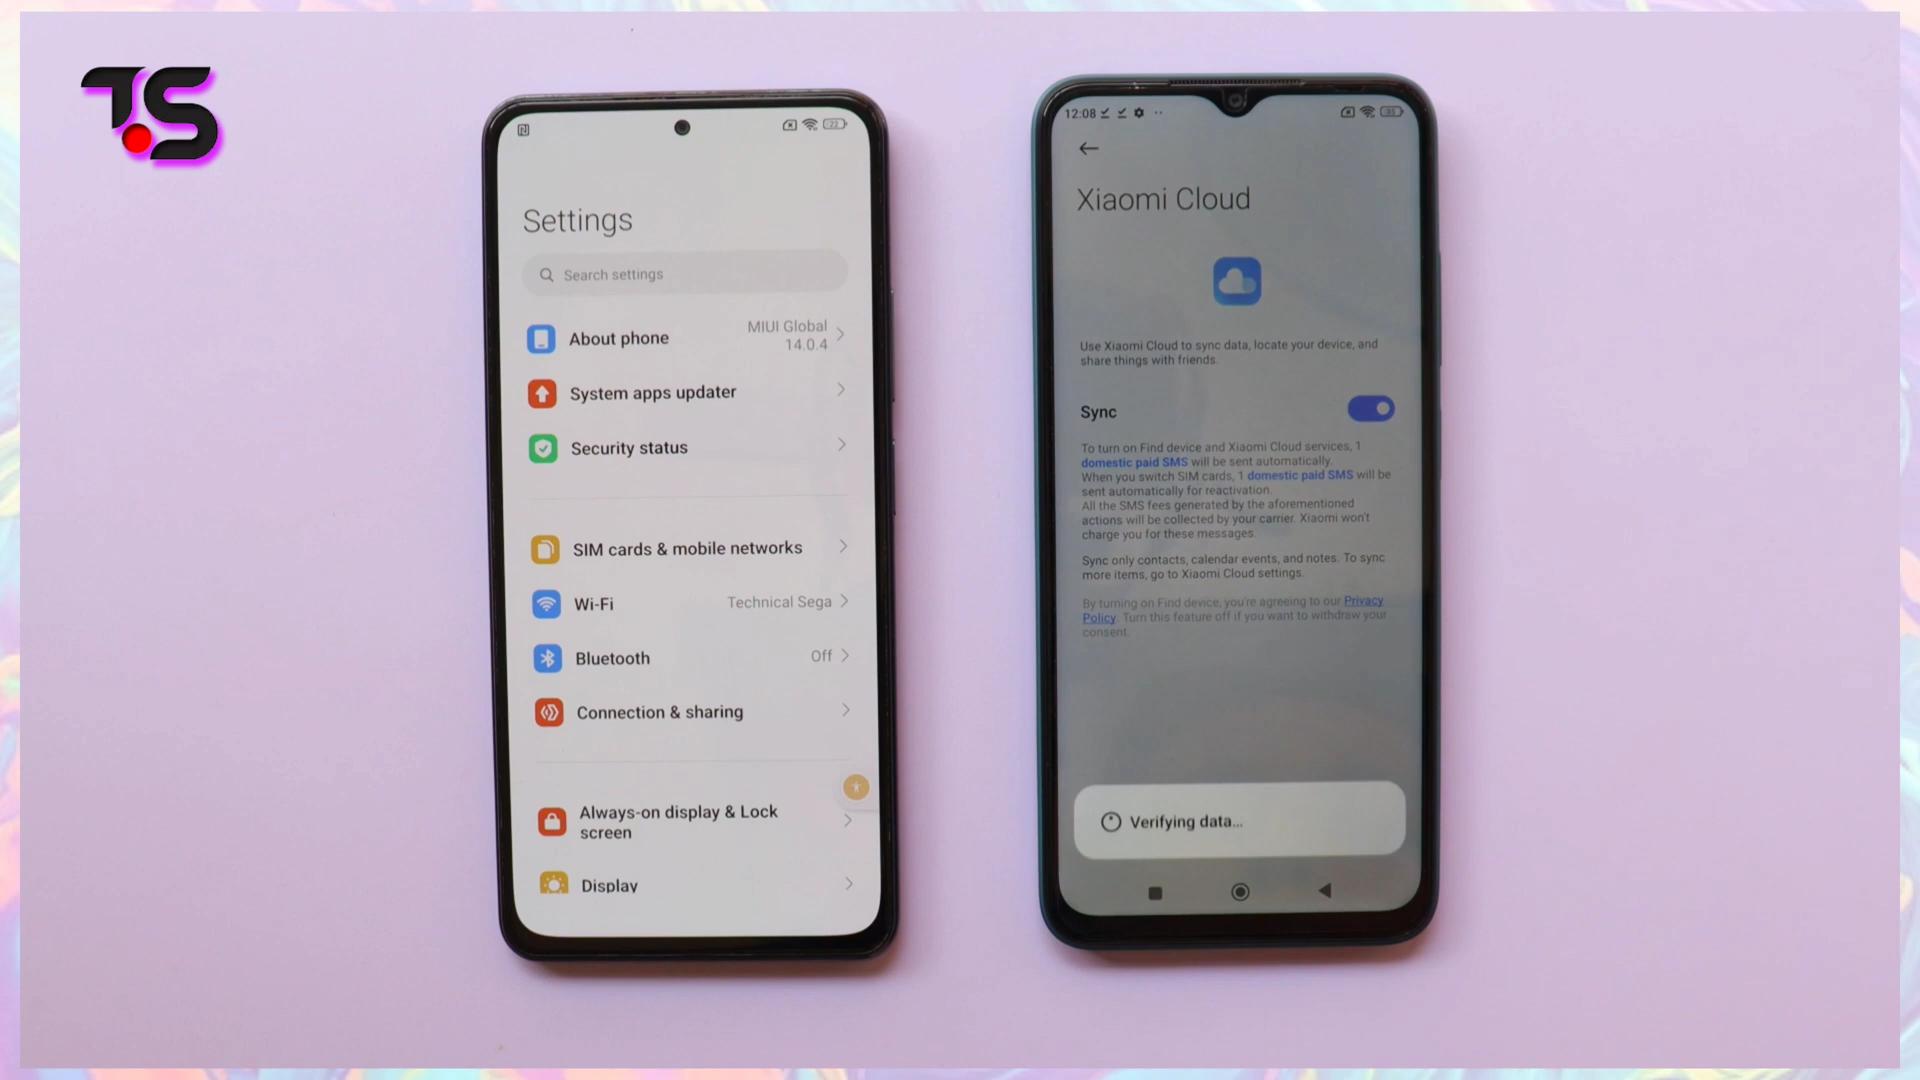 TS
Settings
Search settings
About phone
MIUI Global
14.0.4
System apps updater
Security status
SIM cards & mobile networks
Wi-Fi
Technical Sega
Bluetooth
Off
Connection & sharing
Always-on display & Lock
screen
Display
12:08
Xiaomi Cloud
Use Xiaomi Cloud to sync data, locate your device, and
share things with friends.
Sync
To turn on Find device and Xiaomi Cloud services, 1
domestic paid SMS will be sent automatically.
When you switch SIM cards, 1 domestic paid SMS will be
sent automatically for reactivation.
All the SMS fees generated by the aforementioned
actions will be collected by your carrier. Xiaomi won't
charge you for these messages.
Sync only contacts, calendar events, and notes. To sync
more items, go to Xiaomi Cloud settings.
By turning on Find device, you're agreeing to our Privacy
Policy. Turn this feature off if you want to withdraw your
consent.
Verifying data...